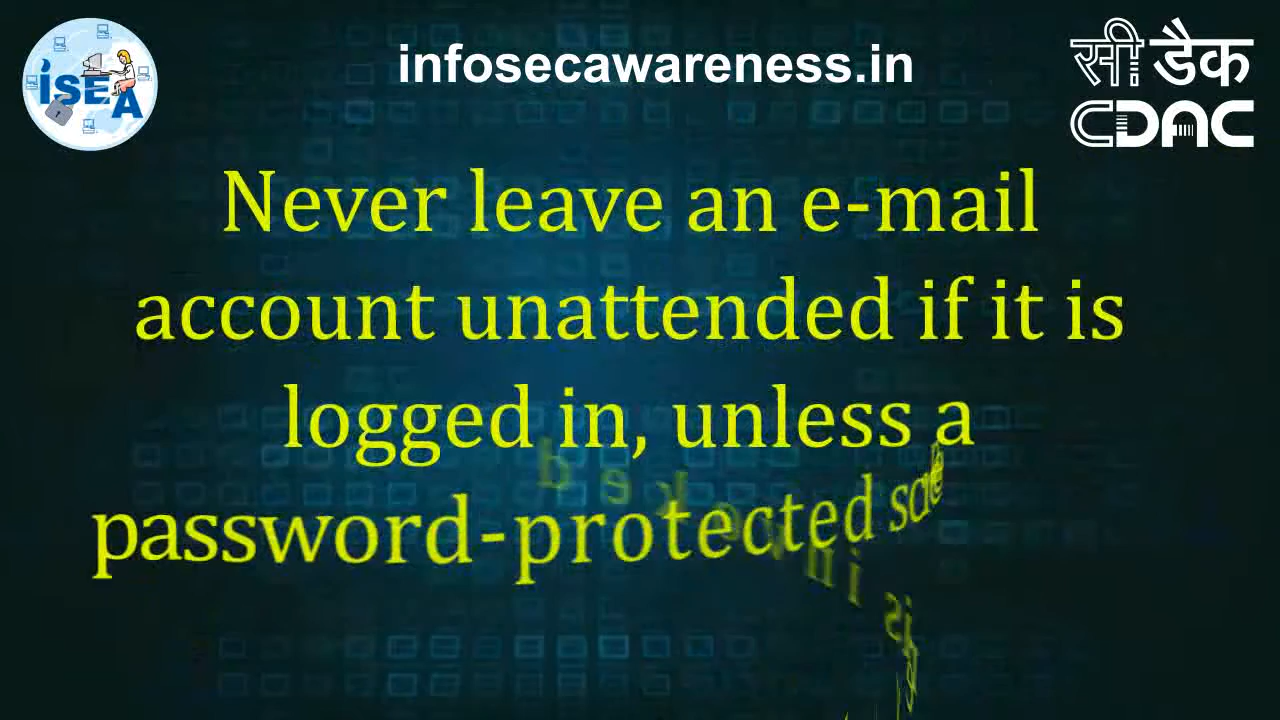 infosecawareness.in
iSEA
सी डैक
CDAC
Never leave an e-mail
account unattended if it is
logged in, unless a
password-protected